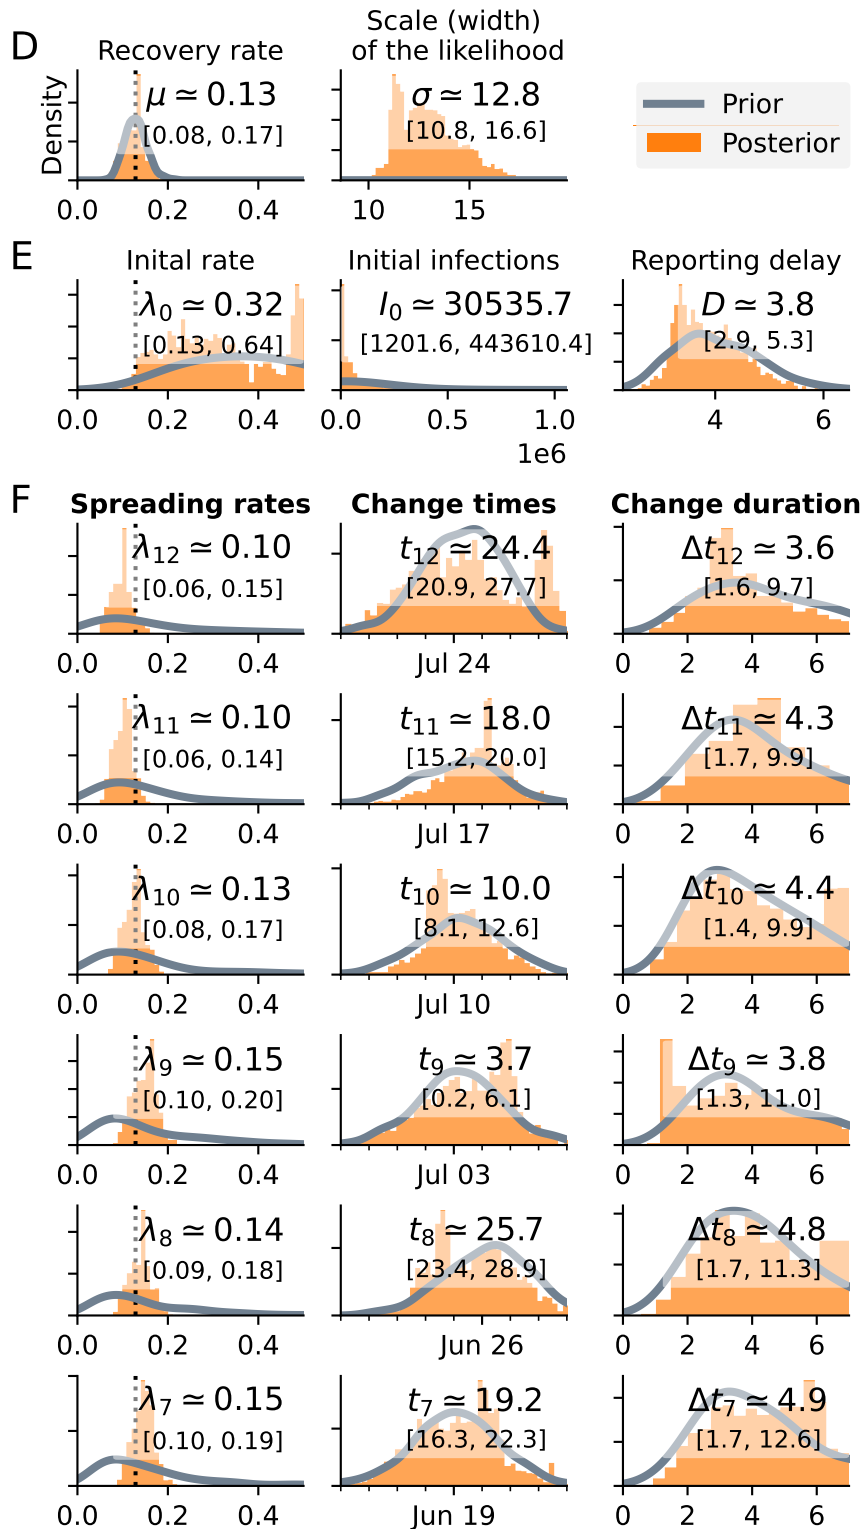 D
Recovery rate
Scale (width)
of the likelihood
Density
μ ≃ 0.13
[0.08, 0.17]
0.0 0.2 0.4
σ ≃ 12.8
[10.8, 16.6]
10 15
Prior
Posterior
E
Inital rate
λ0 ≃ 0.32
[0.13, 0.64]
0.0 0.2 0.4
Initial infections
I0 ≃ 30535.7
[1201.6, 443610.4]
0.0 0.5 1.0
1e6
Reporting delay
D ≃ 3.8
[2.9, 5.3]
4 6
F
Spreading rates Change times Change duration
λ12 ≃ 0.10
[0.06, 0.15]
0.0 0.2 0.4
t12 ≃ 24.4
[20.9, 27.7]
Jul 24
Δt12 ≃ 3.6
[1.6, 9.7]
0 2 4 6
λ11 ≃ 0.10
[0.06, 0.14]
0.0 0.2 0.4
t11 ≃ 18.0
[15.2, 20.0]
Jul 17
Δt11 ≃ 4.3
[1.7, 9.9]
0 2 4 6
λ10 ≃ 0.13
[0.08, 0.17]
0.0 0.2 0.4
t10 ≃ 10.0
[8.1, 12.6]
Jul 10
Δt10 ≃ 4.4
[1.4, 9.9]
0 2 4 6
λ9 ≃ 0.15
[0.10, 0.20]
0.0 0.2 0.4
t9 ≃ 3.7
[0.2, 6.1]
Jul 03
Δt9 ≃ 3.8
[1.3, 11.0]
0 2 4 6
λ8 ≃ 0.14
[0.09, 0.18]
0.0 0.2 0.4
t8 ≃ 25.7
[23.4, 28.9]
Jun 26
Δt8 ≃ 4.8
[1.7, 11.3]
0 2 4 6
λ7 ≃ 0.15
[0.10, 0.19]
0.0 0.2 0.4
t7 ≃ 19.2
[16.3, 22.3]
Jun 19
Δt7 ≃ 4.9
[1.7, 12.6]
0 2 4 6